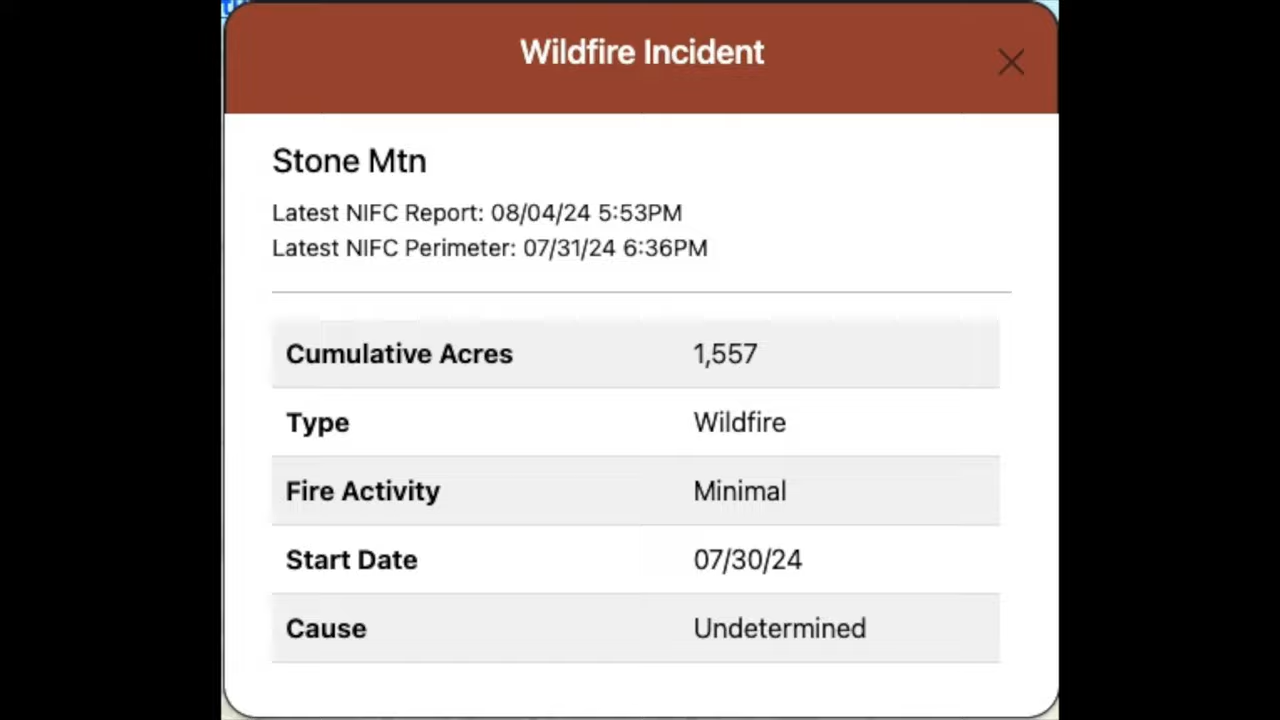 Wildfire Incident
Stone Mtn
Latest NIFC Report: 08/04/24 5:53PM
Latest NIFC Perimeter: 07/31/24 6:36PM
Cumulative Acres 1,557
Type Wildfire
Fire Activity Minimal
Start Date 07/30/24
Cause Undetermined